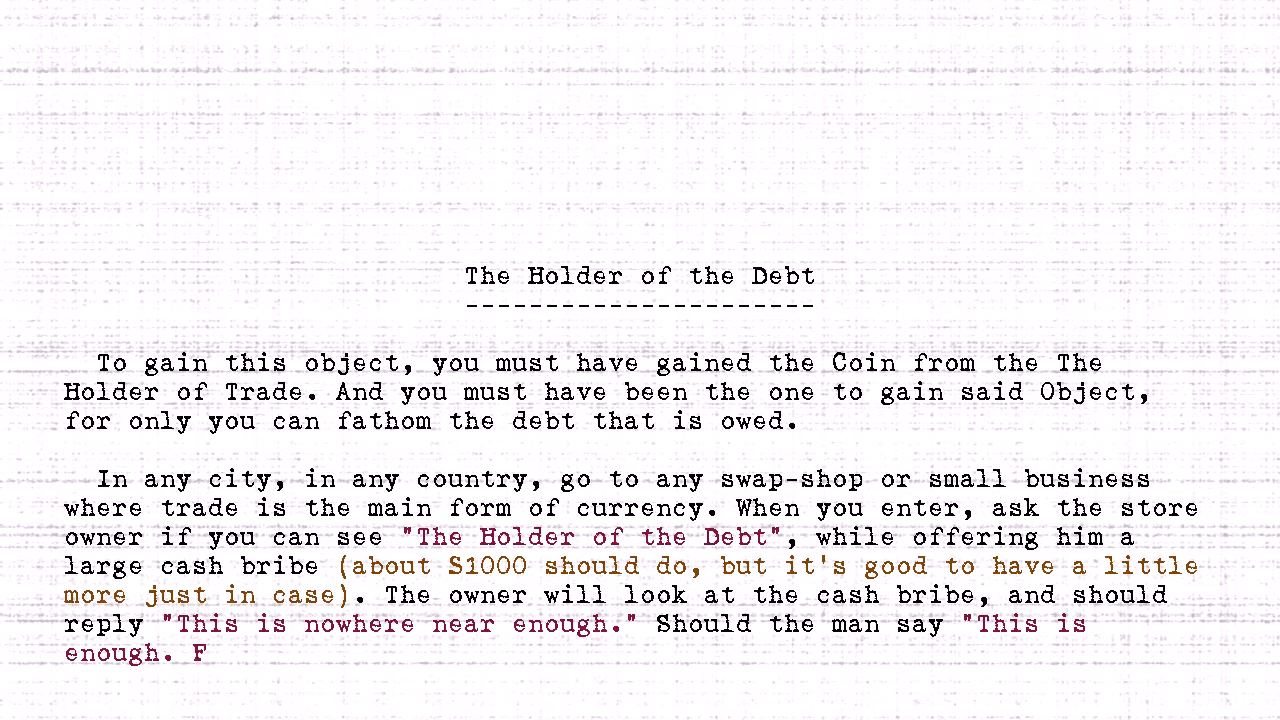 The Holder of the Debt
----------------------
To gain this object, you must have gained the Coin from the The
Holder of Trade. And you must have been the one to gain said Object,
for only you can fathom the debt that is owed.
In any city, in any country, go to any swap-shop or small business
where trade is the main form of currency. When you enter, ask the store
owner if you can see "The Holder of the Debt", while offering him a
large cash bribe (about $1000 should do, but it's good to have a little
more just in case). The owner will look at the cash bribe, and should
reply "This is nowhere near enough." Should the man say "This is
enough. F